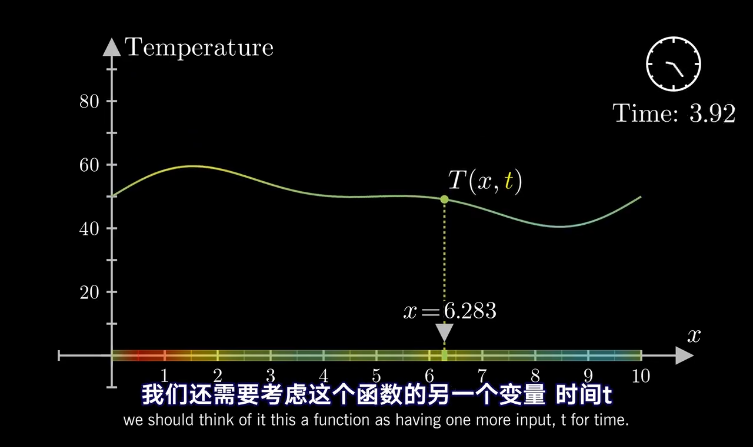 Temperature
Time: 3.92
80
60
T(x, t)
40
20
x=6.283
x
1 2 3 4 5 6 7 8 9 10
我们还需要考虑这个函数的另一个变量 时间t
we should think of it this a function as having one more input, t for time.